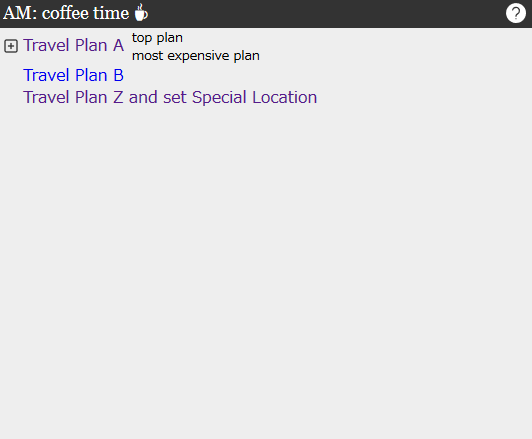 AM: coffee time ☕ ?
Travel Plan A top plan
most expensive plan
Travel Plan B
Travel Plan Z and set Special Location